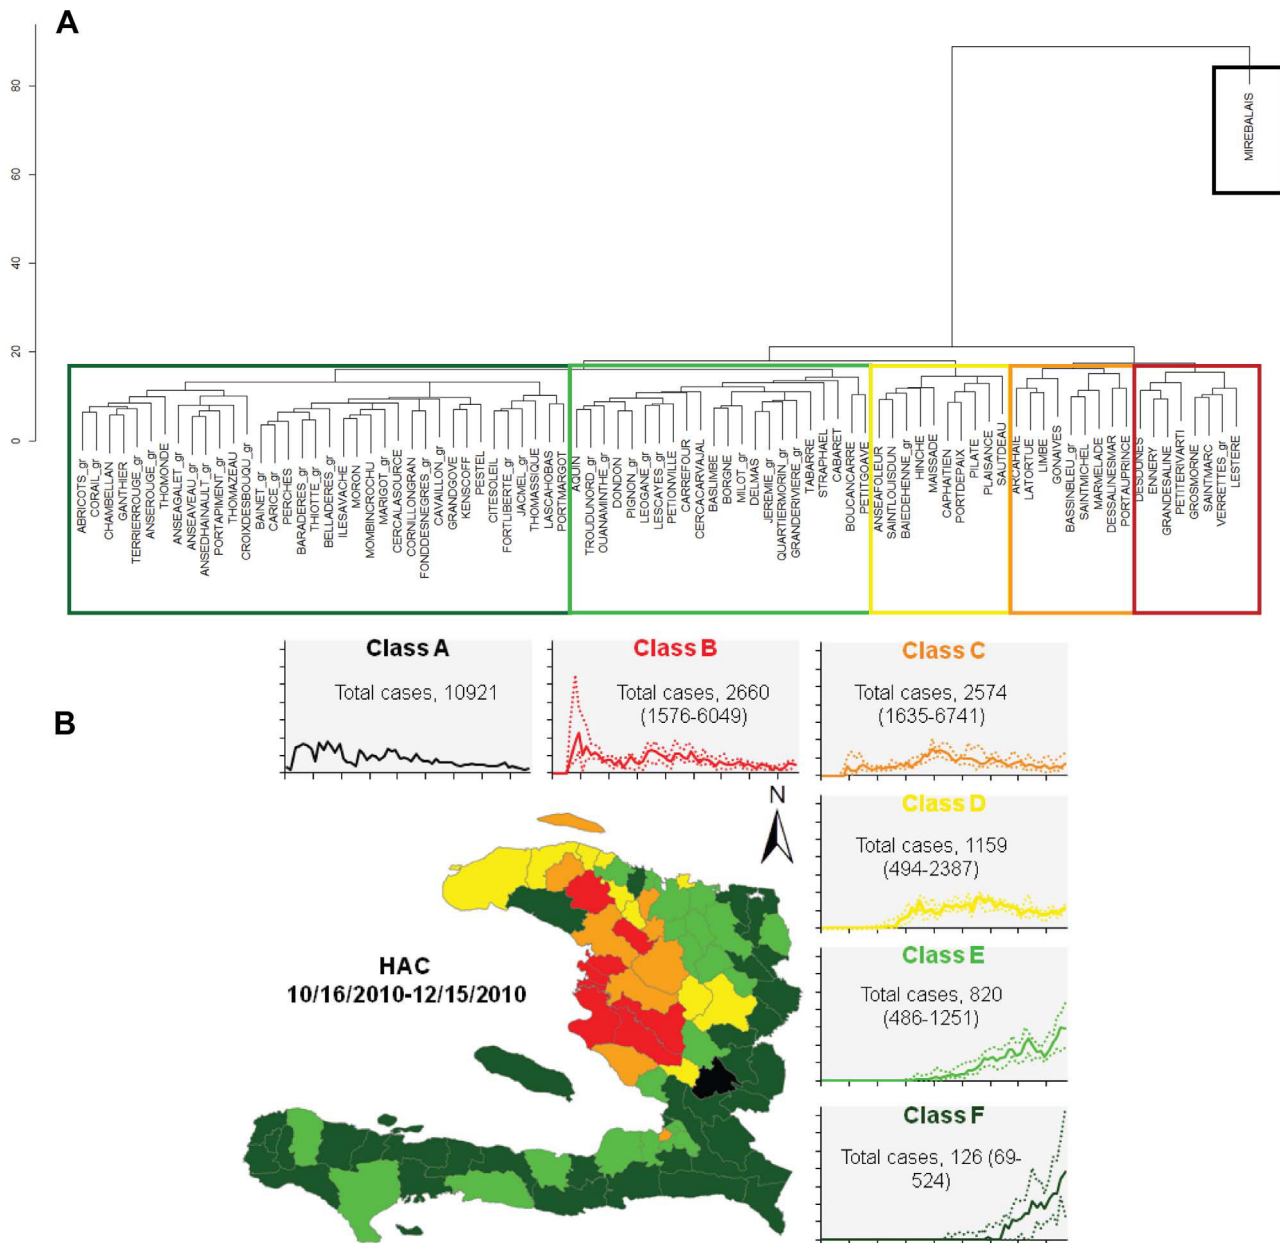 A
80
60
40
20
0
MIREBALAIS
ABRICOTS_gr
CORAIL_gr
CHAMBELLAN
GANTHIER
TERRIERROUGE_gr
ANSEROUGE_gr
THOMONDE
ANSEAGALET_gr
ANSEAVEAU_gr
ANSEDHAINAULT_gr
PORTAPIMENT_gr
THOMAZEAU
CROIXDESBOUQU_gr
BAINET_gr
CARICE_gr
PERCHES
BARADERES_gr
THIOTTE_gr
BELLADERES_gr
ILESAVACHE
MORON
MOMBINCROCHU
MARIGOT_gr
CERCALASOURCE
CORNILLONGRAN
FONDDESNEGRES_gr
CAVAILLON_gr
GRANDGOVE
KENSCOFF
PESTEL
CITESOLEIL
FORTLIBERTE_gr
JACMEL_gr
THOMASSIQUE
LASCAHOBAS
PORTMARGOT
AQUIN
TROUDUNORD_gr
OUANAMINTHE_gr
DONDON
PIGNON_gr
LEOGANE_gr
LESCAYES_gr
PETIONVILLE
CARREFOUR
CERCACARVAJAL
BASLIMBE
BORGNE
MILOT_gr
DELMAS
JEREMIE_gr
QUARTIERMORIN_gr
GRANDERIVIERE_gr
TABARRE
STRAPHAEL
CABARET
BOUCANCARRE
PETITGOAVE
ANSEAFOLEUR
SAINTLOUISDUN
BAIEDEHENNE_gr
HINCHE
MAISSADE
CAPHATIEN
PORTDEPAIX
PILATE
PLAISANCE
SAUTDEAU
ARCAHAIE
LATORTUE
LIMBE
GONAIVES
BASSINBLEU_gr
SAINTMICHEL
MARMELADE
DESSALINESMAR
PORTAUPRINCE
DESDUNES
ENNERY
GRANDESALINE
PETITERIVARTI
GROSMORNE
SAINTMARC
VERRETTES_gr
LESTERE
B
Class A
Total cases, 10921
Class B
Total cases, 2660
(1576-6049)
Class C
Total cases, 2574
(1635-6741)
Class D
Total cases, 1159
(494-2387)
Class E
Total cases, 820
(486-1251)
Class F
Total cases, 126 (69-
524)
N
HAC
10/16/2010-12/15/2010